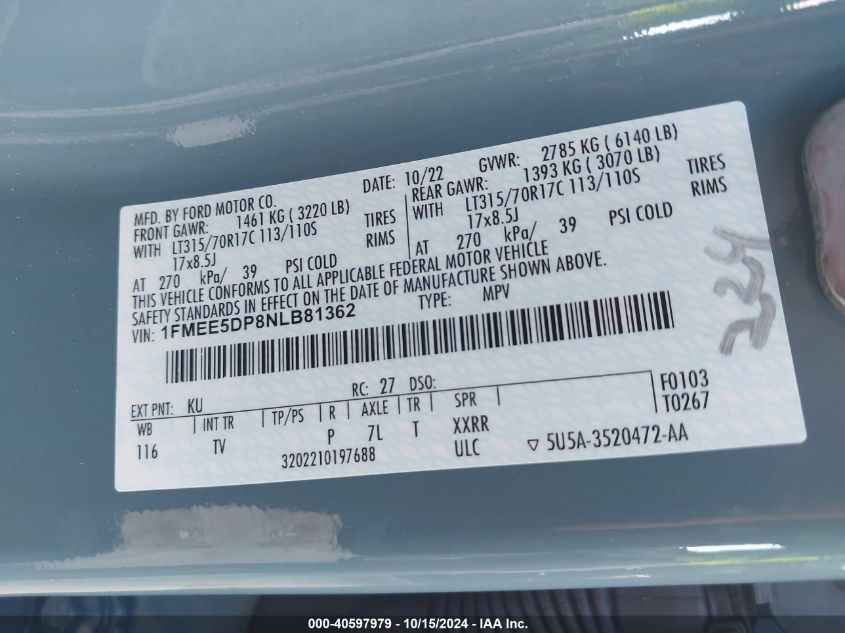 MFD. BY FORD MOTOR CO.
DATE: 10/22 GVWR: 2785 KG ( 6140 LB)
FRONT GAWR: 1461 KG ( 3220 LB)
REAR GAWR: 1393 KG ( 3070 LB)
WITH LT315/70R17C 113/110S TIRES
WITH LT315/70R17C 113/110S TIRES
17x8.5J RIMS
17x8.5J RIMS
AT 270 kPa/ 39 PSI COLD
AT 270 kPa/ 39 PSI COLD
THIS VEHICLE CONFORMS TO ALL APPLICABLE FEDERAL MOTOR VEHICLE
SAFETY STANDARDS IN EFFECT ON THE DATE OF MANUFACTURE SHOWN ABOVE.
VIN: 1FMEE5DP8NLB81362 TYPE: MPV
224
EXT PNT: KU RC: 27 DSO:
F0103
WB INT TR TP/PS R AXLE TR SPR
T0267
116 TV P 7L T XXRR
3202210197688 ULC ▽ 5U5A-3520472-AA
000-40597979 - 10/15/2024 - IAA Inc.